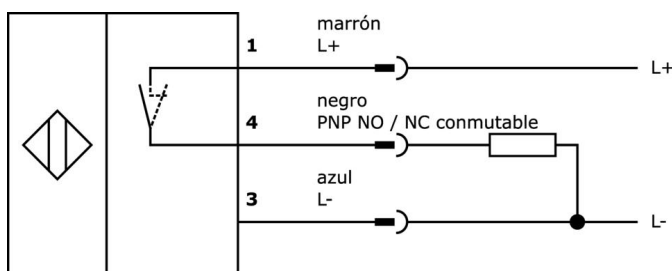 marrón
1 L+
L+
negro
4 PNP NO / NC conmutable
azul
3 L-
L-